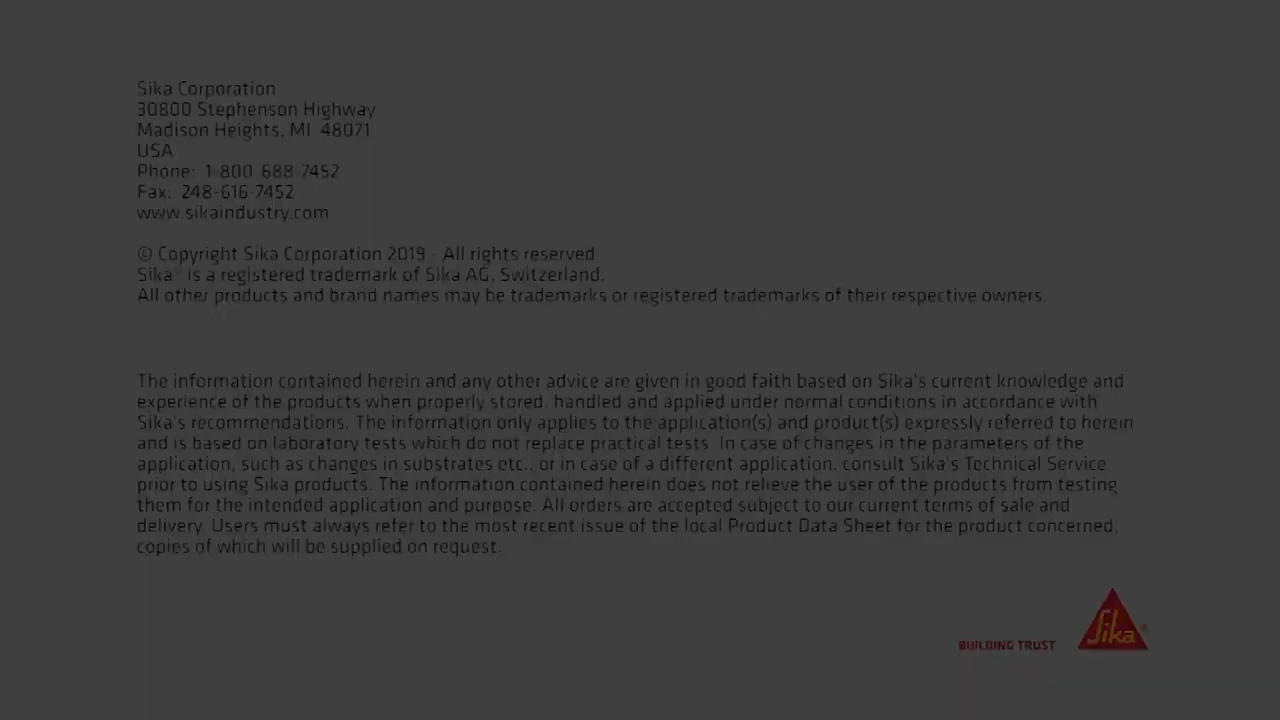 Sika Corporation
30800 Stephenson Highway
Madison Heights, MI 48071
USA
Phone: 1-800-688-7452
Fax: 248-616-7452
www.sikaindustry.com
© Copyright Sika Corporation 2019 - All rights reserved
Sika® is a registered trademark of Sika AG, Switzerland.
All other products and brand names may be trademarks or registered trademarks of their respective owners.
The information contained herein and any other advice are given in good faith based on Sika's current knowledge and
experience of the products when properly stored, handled and applied under normal conditions in accordance with
Sika's recommendations. The information only applies to the application(s) and product(s) expressly referred to herein
and is based on laboratory tests which do not replace practical tests. In case of changes in the parameters of the
application, such as changes in substrates etc., or in case of a different application, consult Sika's Technical Service
prior to using Sika products. The information contained herein does not relieve the user of the products from testing
them for the intended application and purpose. All orders are accepted subject to our current terms of sale and
delivery. Users must always refer to the most recent issue of the local Product Data Sheet for the product concerned,
copies of which will be supplied on request.
BUILDING TRUST
Sika®